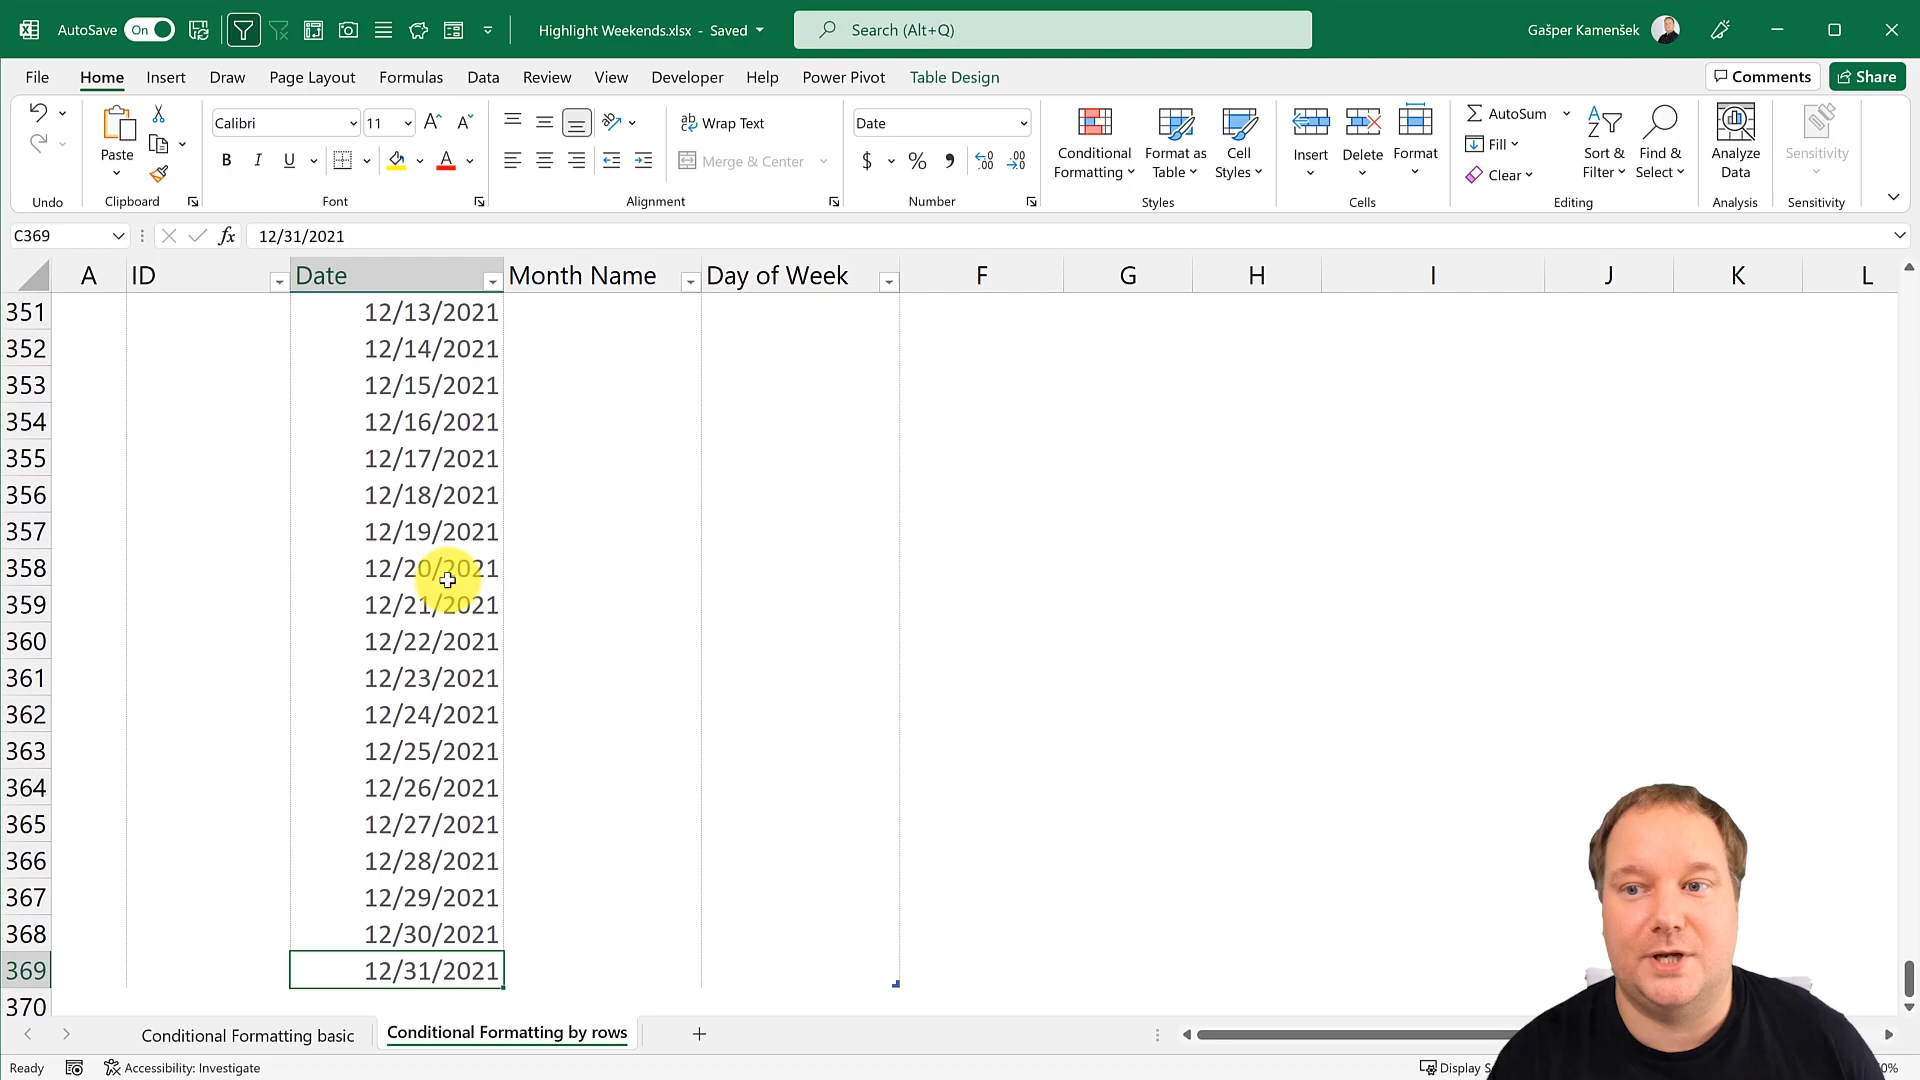 AutoSave On Highlight Weekends.xlsx - Saved Search (Alt+Q) Gašper Kamenšek
File Home Insert Draw Page Layout Formulas Data Review View Developer Help Power Pivot Table Design Comments Share
Undo
Paste
Clipboard
Calibri 11
B I U A
Font
Wrap Text
Merge & Center
Alignment
Date
$ % 
Number
Conditional Formatting
Format as Table
Cell Styles
Styles
Insert
Delete
Format
Cells
AutoSum
Fill
Clear
Sort & Filter
Find & Select
Editing
Analyze Data
Analysis
Sensitivity
Sensitivity
C369 fx 12/31/2021
A ID Date Month Name Day of Week F G H I J K L
351 12/13/2021
352 12/14/2021
353 12/15/2021
354 12/16/2021
355 12/17/2021
356 12/18/2021
357 12/19/2021
358 12/20/2021
359 12/21/2021
360 12/22/2021
361 12/23/2021
362 12/24/2021
363 12/25/2021
364 12/26/2021
365 12/27/2021
366 12/28/2021
367 12/29/2021
368 12/30/2021
369 12/31/2021
370
Conditional Formatting basic Conditional Formatting by rows
Ready Accessibility: Investigate Display